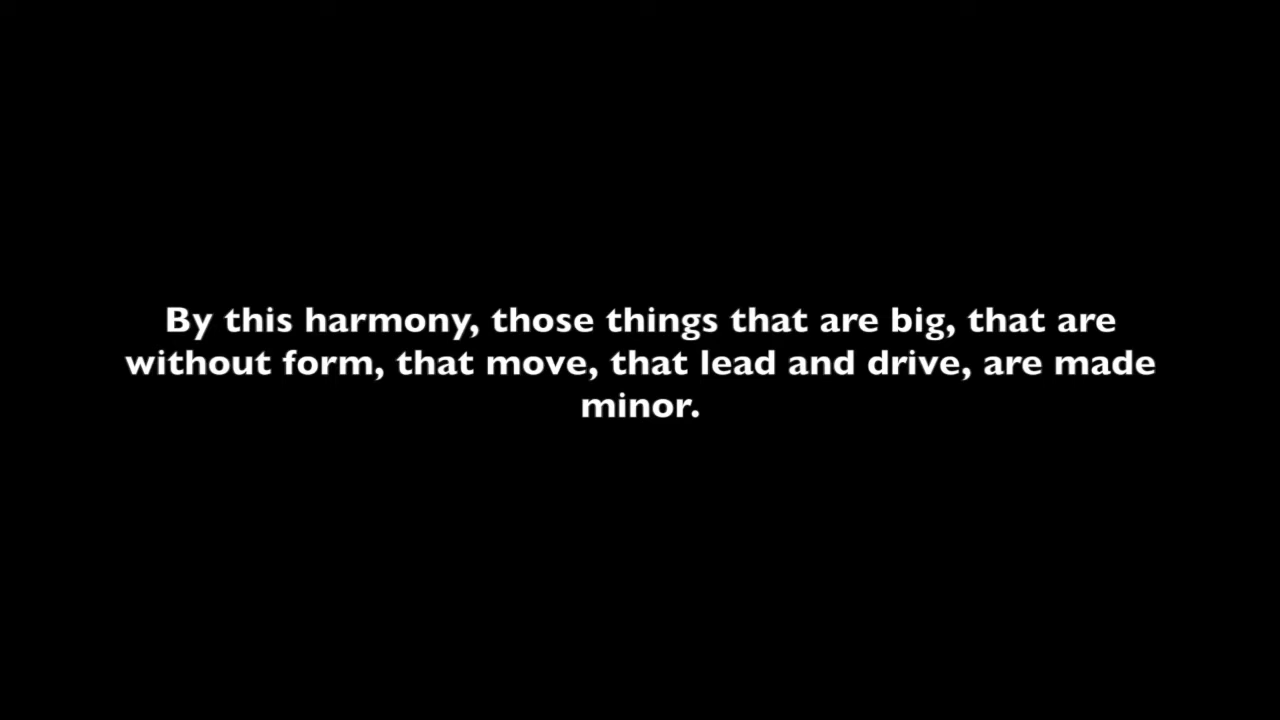 By this harmony, those things that are big, that are
without form, that move, that lead and drive, are made
minor.